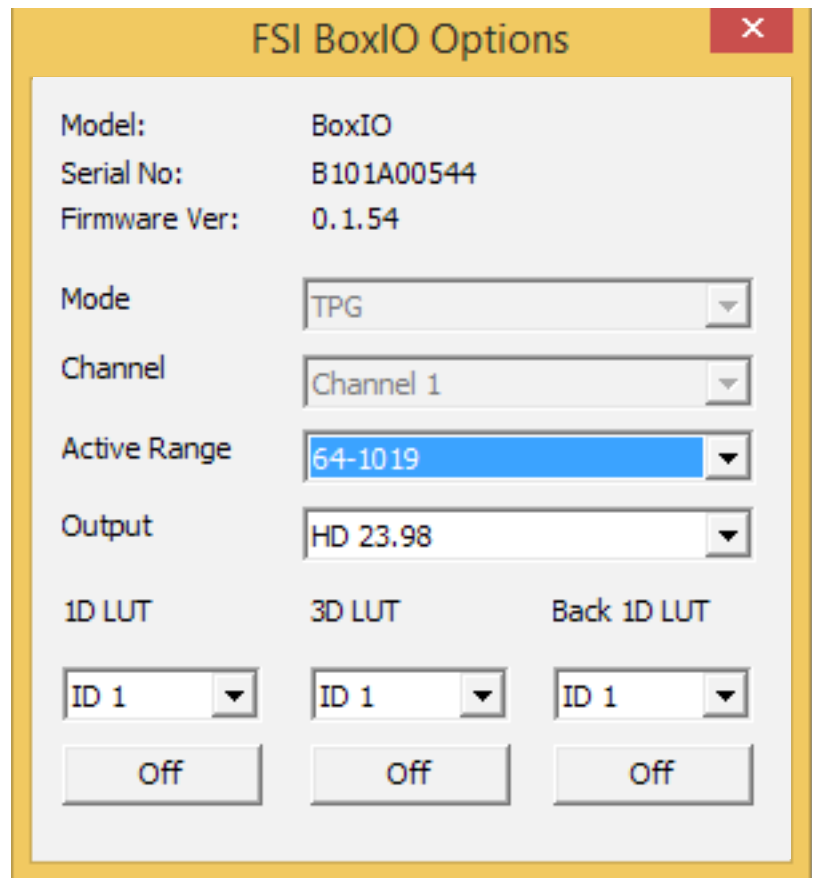 FSI BoxIO Options
Model: BoxIO
Serial No: B101A00544
Firmware Ver: 0.1.54
Mode TPG
Channel Channel 1
Active Range 64-1019
Output HD 23.98
1D LUT 3D LUT Back 1D LUT
ID 1 ID 1 ID 1
Off Off Off